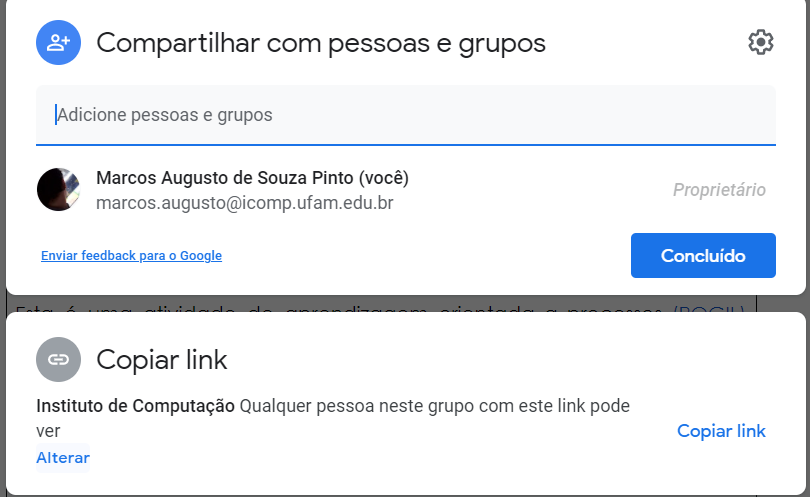 Compartilhar com pessoas e grupos
Adicione pessoas e grupos
Marcos Augusto de Souza Pinto (você)
marcos.augusto@icomp.ufam.edu.br
Proprietário
Enviar feedback para o Google
Concluído
Esta é uma atividade de aprendizagem orientada a processos (POGIL)
Copiar link
Instituto de Computação Qualquer pessoa neste grupo com este link pode
ver
Copiar link
Alterar